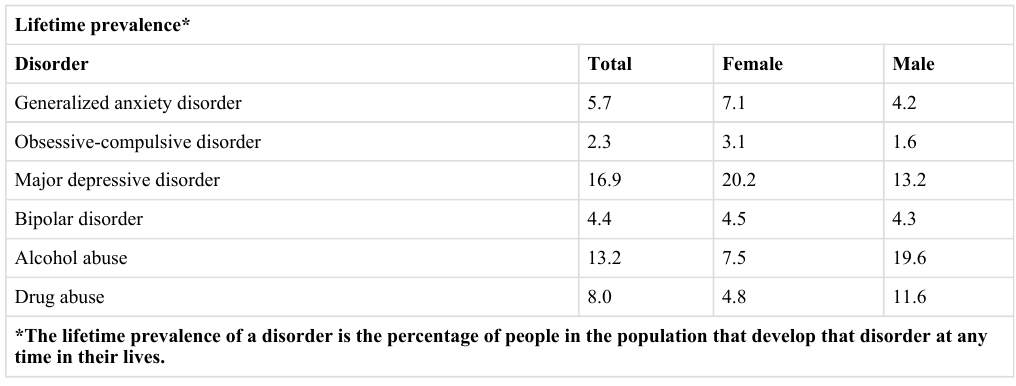 Lifetime prevalence*
Disorder Total Female Male
Generalized anxiety disorder 5.7 7.1 4.2
Obsessive-compulsive disorder 2.3 3.1 1.6
Major depressive disorder 16.9 20.2 13.2
Bipolar disorder 4.4 4.5 4.3
Alcohol abuse 13.2 7.5 19.6
Drug abuse 8.0 4.8 11.6
*The lifetime prevalence of a disorder is the percentage of people in the population that develop that disorder at any
time in their lives.